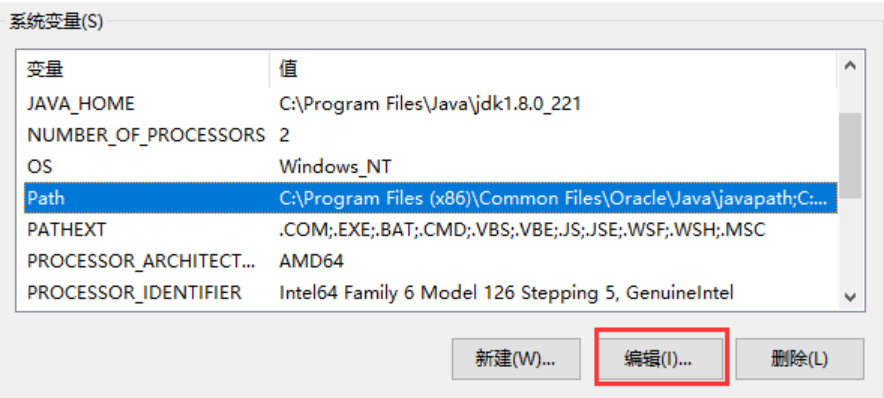 系统变量(S)
变量 值
JAVA_HOME C:\Program Files\Java\jdk1.8.0_221
NUMBER_OF_PROCESSORS 2
OS Windows_NT
Path C:\Program Files (x86)\Common Files\Oracle\Java\javapath;C:...
PATHEXT .COM;.EXE;.BAT;.CMD;.VBS;.VBE;.JS;.JSE;.WSF;.WSH;.MSC
PROCESSOR_ARCHITECT... AMD64
PROCESSOR_IDENTIFIER Intel64 Family 6 Model 126 Stepping 5, GenuineIntel
新建(W)... 编辑(I)... 删除(L)